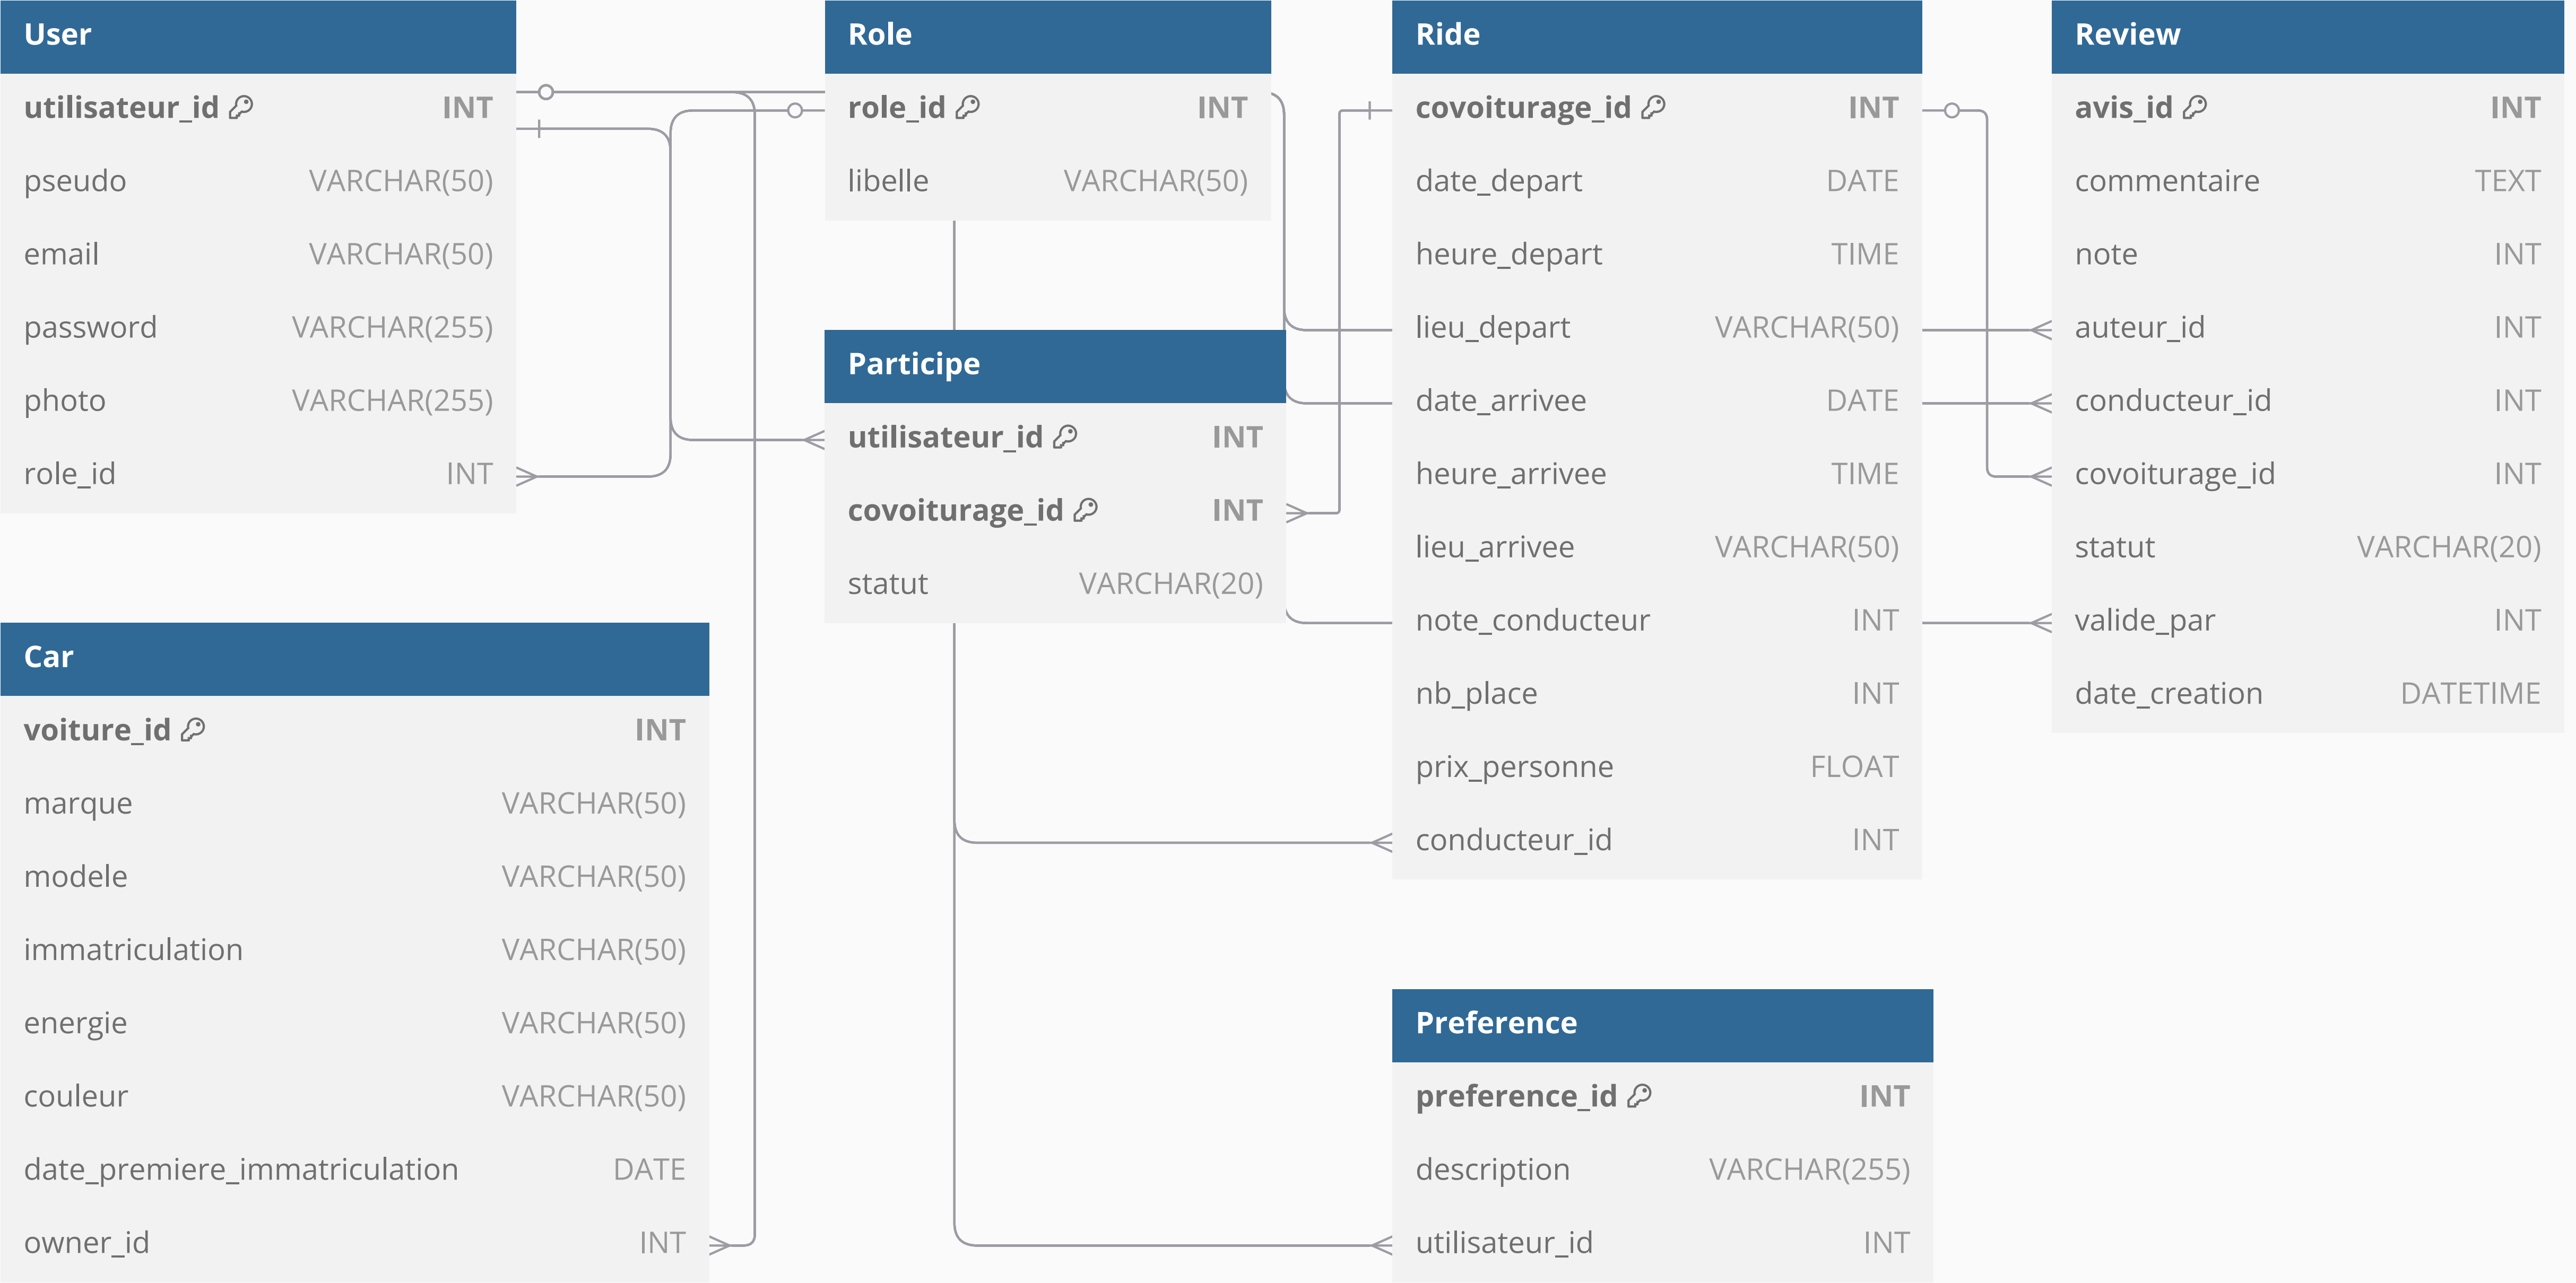 User
utilisateur_id INT
pseudo VARCHAR(50)
email VARCHAR(50)
password VARCHAR(255)
photo VARCHAR(255)
role_id INT
Role
role_id INT
libelle VARCHAR(50)
Participe
utilisateur_id INT
covoiturage_id INT
statut VARCHAR(20)
Ride
covoiturage_id INT
date_depart DATE
heure_depart TIME
lieu_depart VARCHAR(50)
date_arrivee DATE
heure_arrivee TIME
lieu_arrivee VARCHAR(50)
note_conducteur INT
nb_place INT
prix_personne FLOAT
conducteur_id INT
Review
avis_id INT
commentaire TEXT
note INT
auteur_id INT
conducteur_id INT
covoiturage_id INT
statut VARCHAR(20)
valide_par INT
date_creation DATETIME
Car
voiture_id INT
marque VARCHAR(50)
modele VARCHAR(50)
immatriculation VARCHAR(50)
energie VARCHAR(50)
couleur VARCHAR(50)
date_premiere_immatriculation DATE
owner_id INT
Preference
preference_id INT
description VARCHAR(255)
utilisateur_id INT